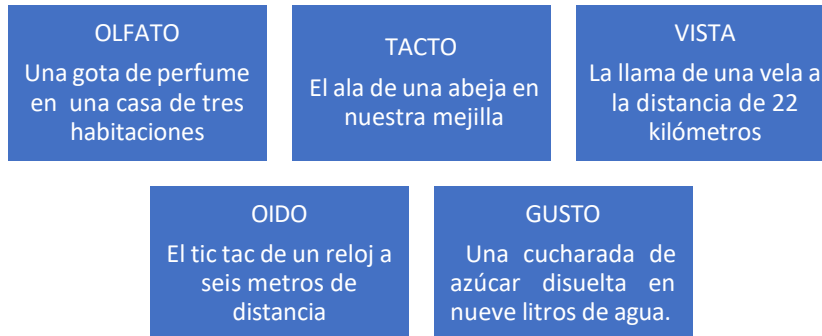 OLFATO
Una gota de perfume
en una casa de tres
habitaciones
TACTO
El ala de una abeja en
nuestra mejilla
VISTA
La llama de una vela a
la distancia de 22
kilómetros
OIDO
El tic tac de un reloj a
seis metros de
distancia
GUSTO
Una cucharada de
azúcar disuelta en
nueve litros de agua.